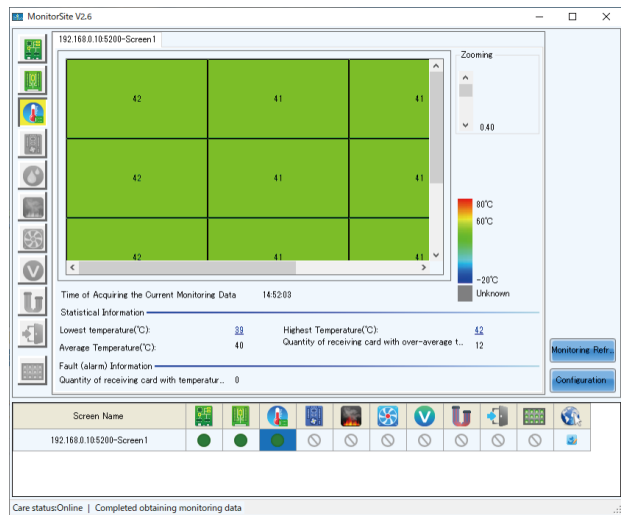 MonitorSite V2.6
192.168.0.10:5200-Screen1
Zooming
42 41 41
0.40
42 41 41
80℃
60℃
42 41 41
-20℃
Unknown
Time of Acquiring the Current Monitoring Data 14:52:03
Statistical Information
Lowest temperature(℃): 39 Highest Temperature(℃): 42
Average Temperature(℃): 40 Quantity of receiving card with over-average t... 12
Monitoring Refr...
Fault (alarm) Information
Quantity of receiving card with temperatur... 0
Configuration
Screen Name
192.168.0.10:5200-Screen1
Care status:Online | Completed obtaining monitoring data